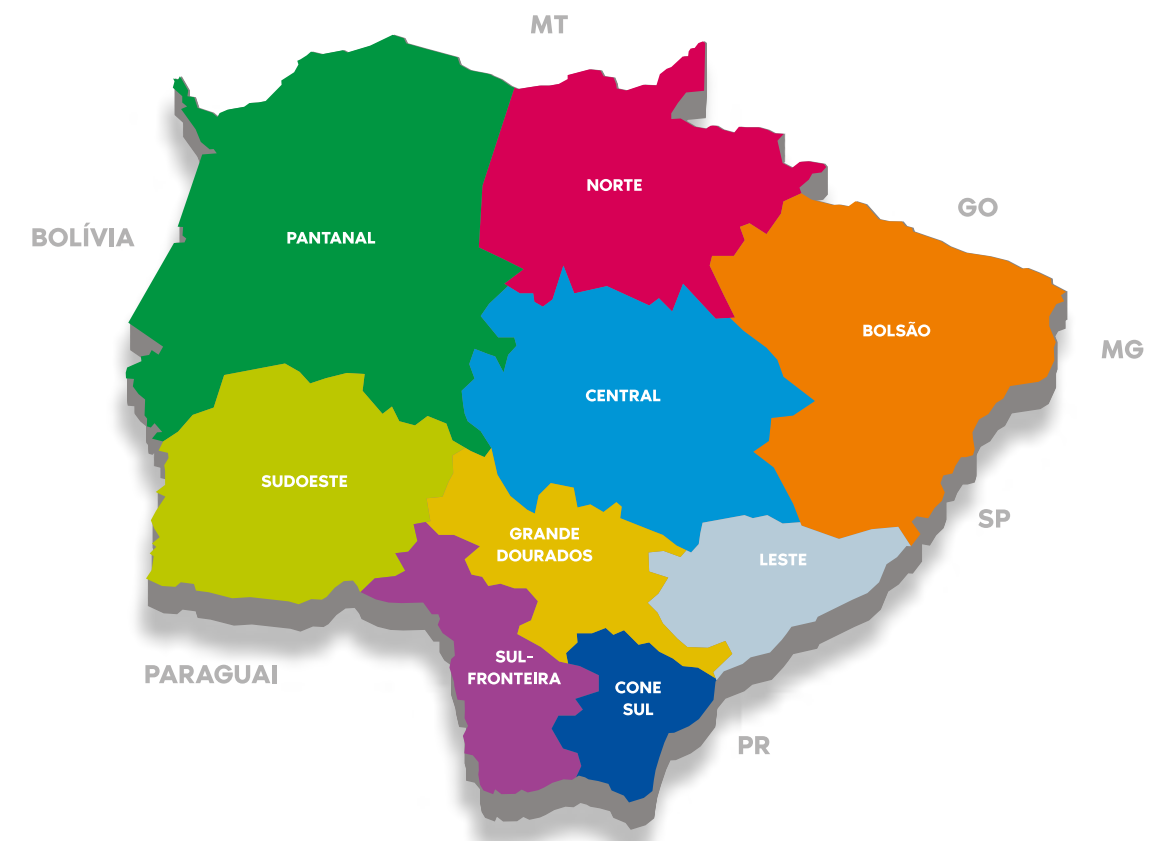 MT
NORTE
GO
BOLÍVIA
PANTANAL
BOLSÃO
MG
CENTRAL
SUDOESTE
SP
GRANDE
DOURADOS
LESTE
SUL-
FRONTEIRA
PARAGUAI
CONE
SUL
PR